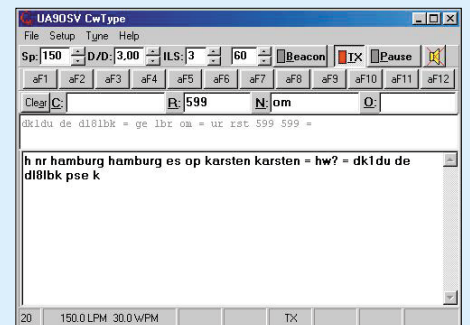 UA9OSV CwType
File Setup Tune Help
Sp: 150 D/D: 3,00 ILS: 3 60 Beacon TX Pause
aF1 aF2 aF3 aF4 aF5 aF6 aF7 aF8 aF9 aF10 aF11 aF12
Clear C: R: 599 N: om O:
dk1du de dl8lbk = ge lbr om = ur rst 599 599 =
h nr hamburg hamburg es op karsten karsten = hw? = dk1du de
dl8lbk pse k
20 150.0 LPM 30.0 WPM TX